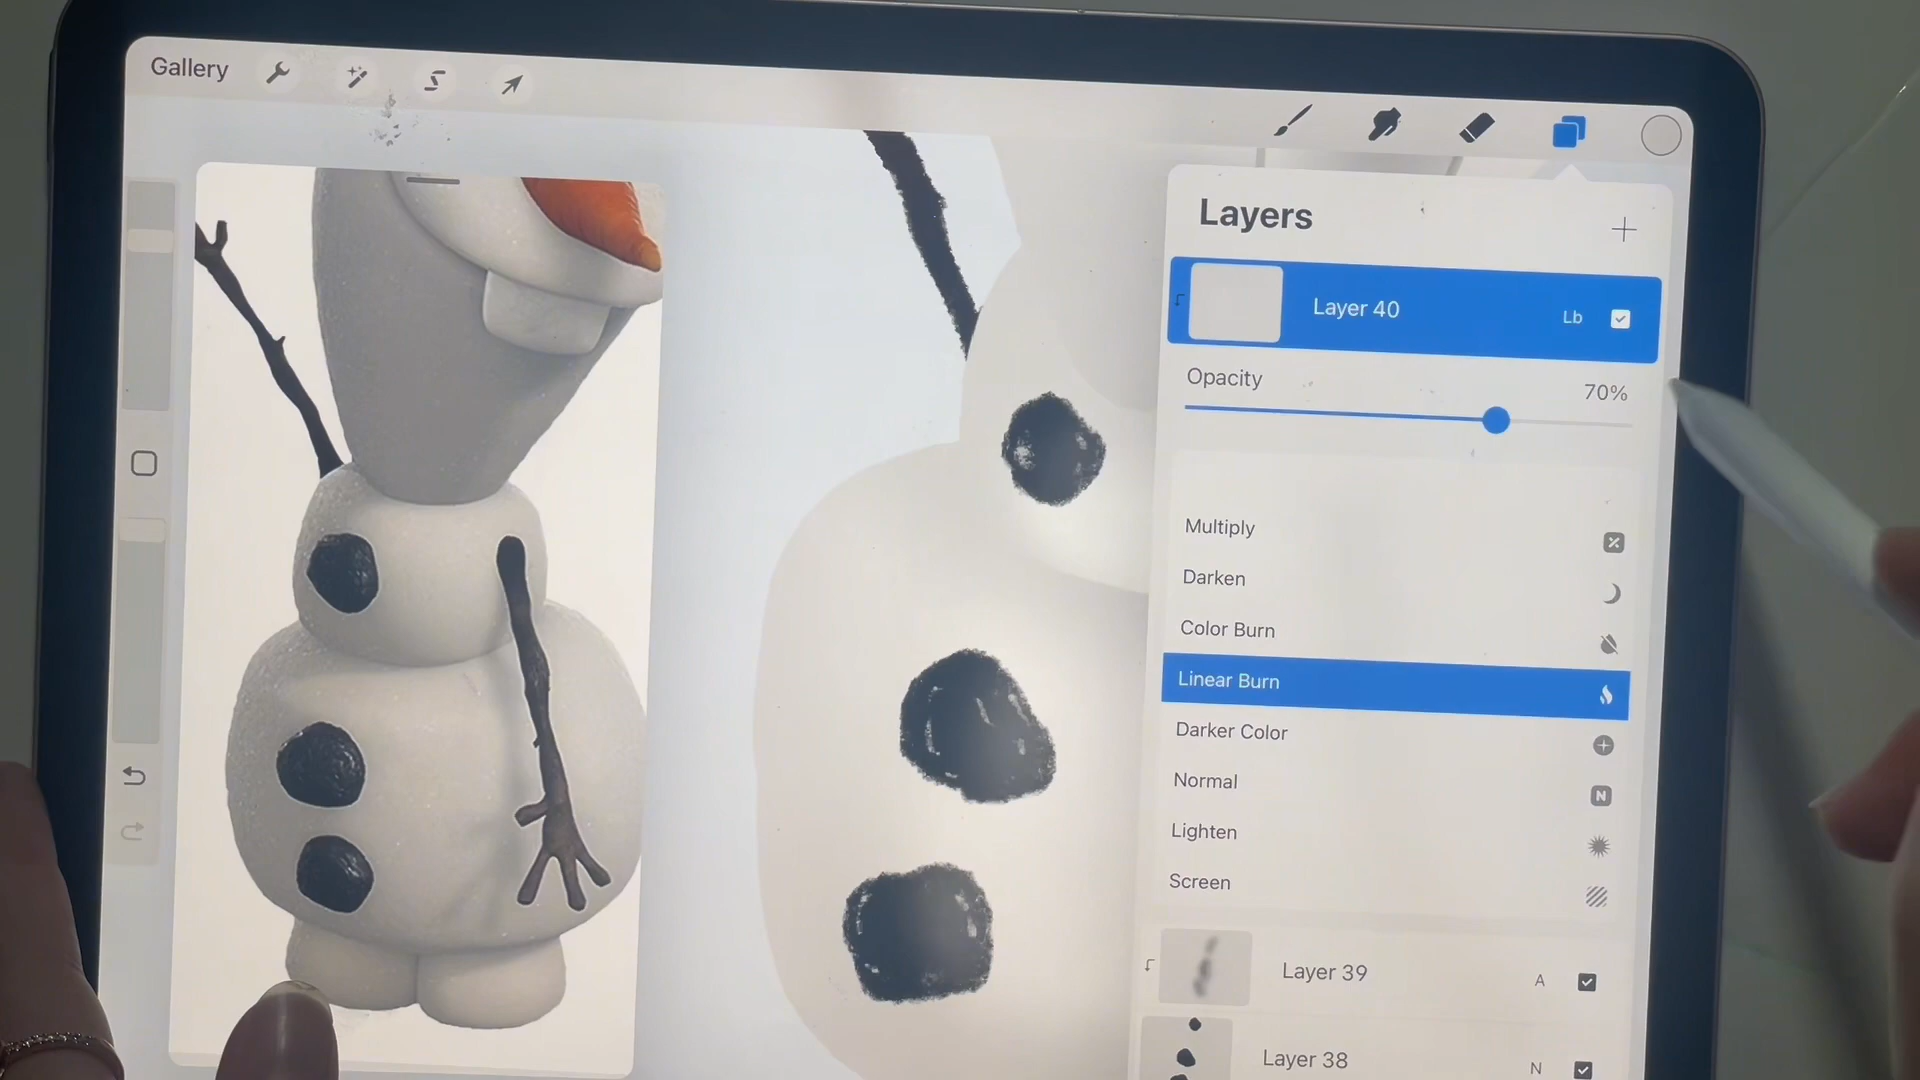 Gallery
Layers
Layer 40
Lb
Opacity
70%
Multiply
Darken
Color Burn
Linear Burn
Darker Color
Normal
N
Lighten
Screen
Layer 39
A
Layer 38
N